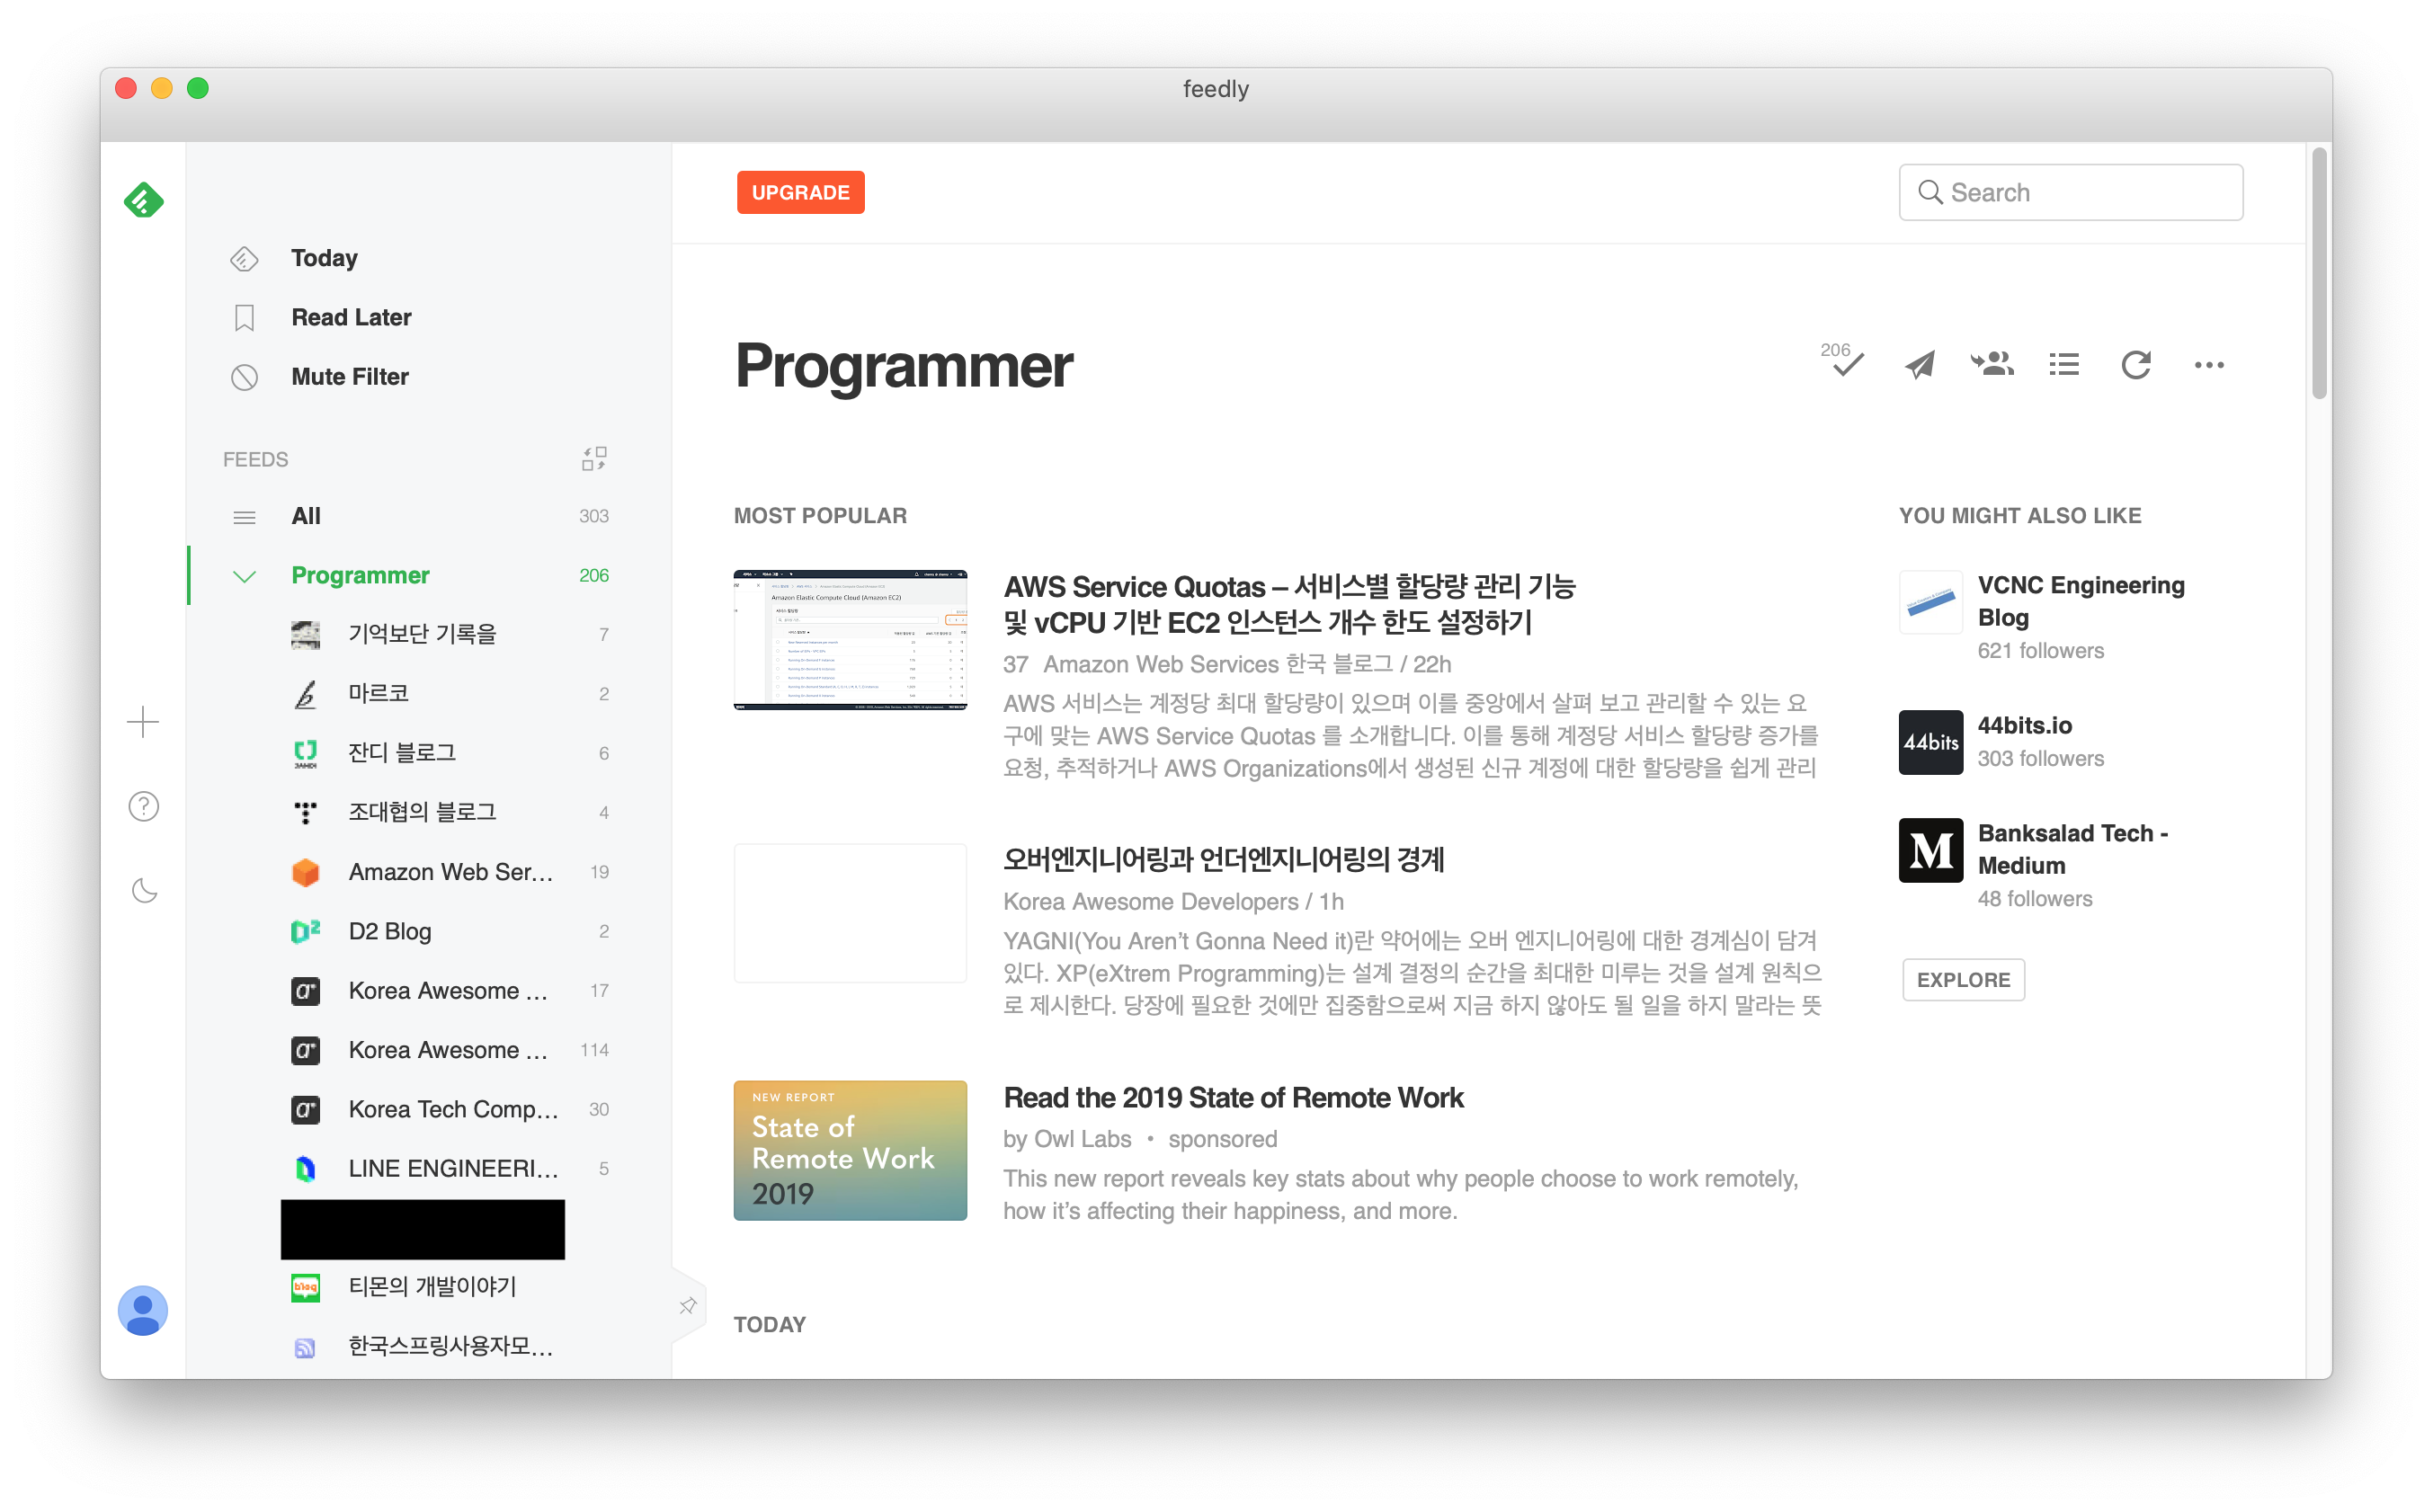 feedly
UPGRADE
Search
Today
Read Later
Mute Filter
FEEDS
All 303
Programmer 206
기억보단 기록을 7
마르코 2
잔디 블로그 6
조대협의 블로그 4
Amazon Web Ser... 19
D2 Blog 2
Korea Awesome ... 17
Korea Awesome ... 114
Korea Tech Comp... 30
LINE ENGINEERI... 5
티몬의 개발이야기
한국스프링사용자모...
Programmer
206
MOST POPULAR
Amazon Elastic Compute Cloud (Amazon EC2)
AWS Service Quotas – 서비스별 할당량 관리 기능
및 vCPU 기반 EC2 인스턴스 개수 한도 설정하기
37 Amazon Web Services 한국 블로그 / 22h
AWS 서비스는 계정당 최대 할당량이 있으며 이를 중앙에서 살펴 보고 관리할 수 있는 요
구에 맞는 AWS Service Quotas 를 소개합니다. 이를 통해 계정당 서비스 할당량 증가를
요청, 추적하거나 AWS Organizations에서 생성된 신규 계정에 대한 할당량을 쉽게 관리
오버엔지니어링과 언더엔지니어링의 경계
Korea Awesome Developers / 1h
YAGNI(You Aren’t Gonna Need it)란 약어에는 오버 엔지니어링에 대한 경계심이 담겨
있다. XP(eXtrem Programming)는 설계 결정의 순간을 최대한 미루는 것을 설계 원칙으
로 제시한다. 당장에 필요한 것에만 집중함으로써 지금 하지 않아도 될 일을 하지 말라는 뜻
NEW REPORT
State of
Remote Work
2019
Read the 2019 State of Remote Work
by Owl Labs • sponsored
This new report reveals key stats about why people choose to work remotely,
how it’s affecting their happiness, and more.
TODAY
YOU MIGHT ALSO LIKE
VCNC Engineering
Blog
621 followers
44bits
44bits.io
303 followers
M
Banksalad Tech -
Medium
48 followers
EXPLORE